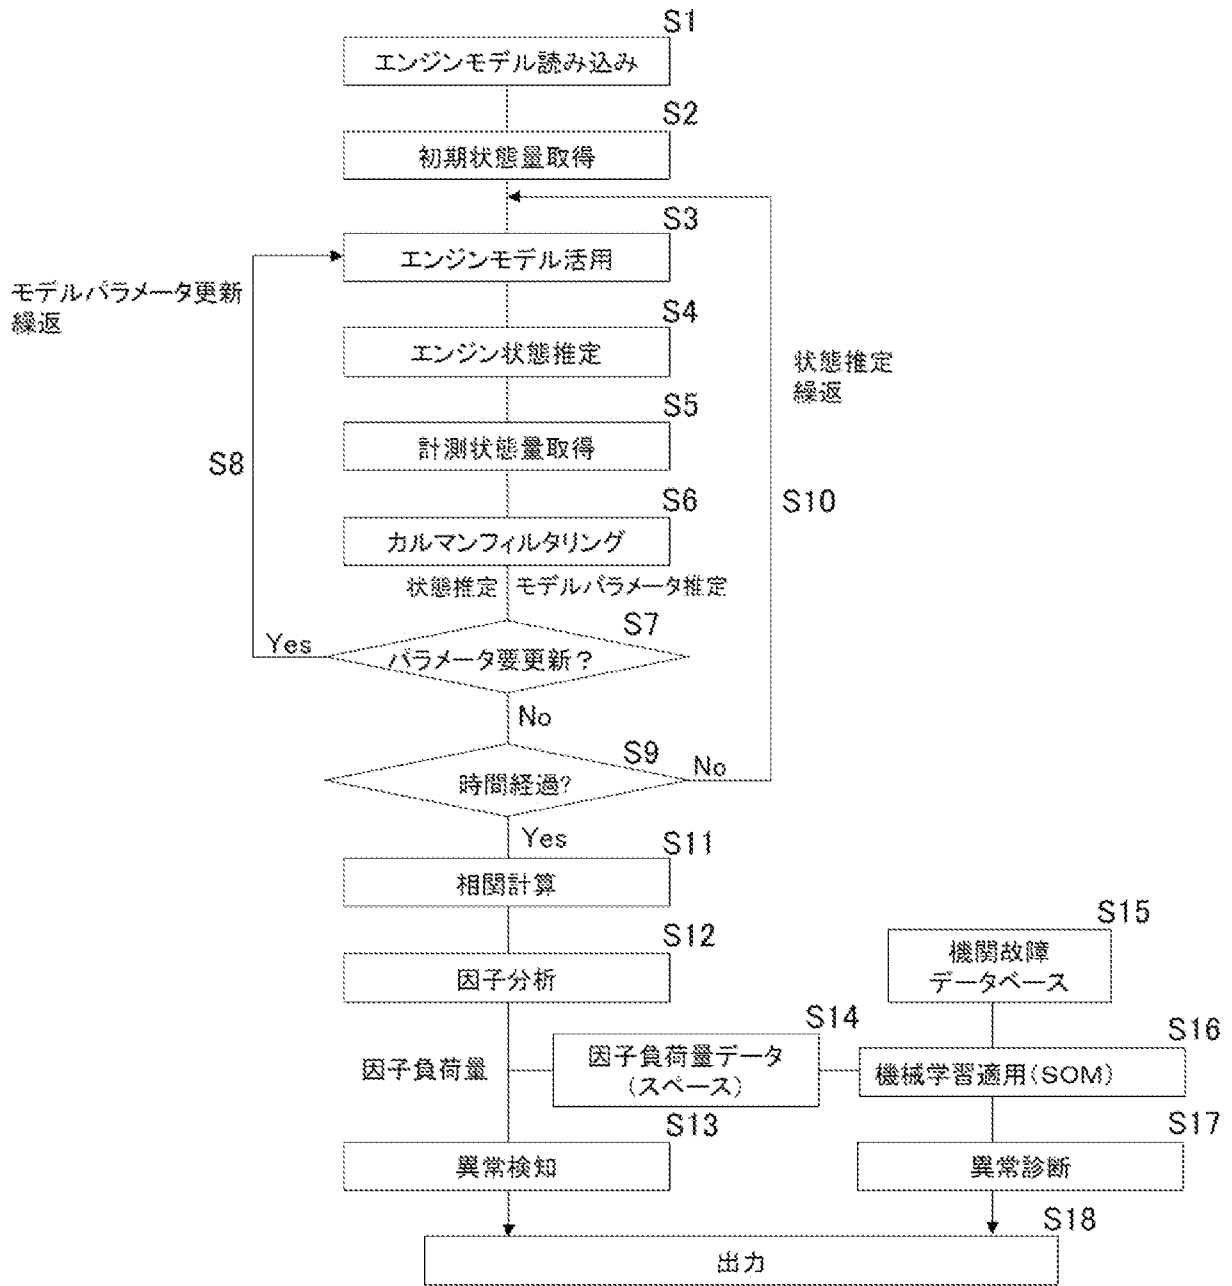 S1
エンジンモデル読み込み
S2
初期状態量取得
S3
エンジンモデル活用
モデルパラメータ更新
繰返
S4
エンジン状態推定
状態推定
繰返
S5
計測状態量取得
S8
S6
S10
カルマンフィルタリング
状態推定 モデルパラメータ推定
S7
Yes
パラメータ要更新?
No
S9
時間経過?
No
Yes
S11
相関計算
S12
因子分析
S15
機関故障
データベース
S14
因子負荷量
因子負荷量データ
(スペース)
S16
機械学習適用(SOM)
S13
異常検知
S17
異常診断
S18
出力